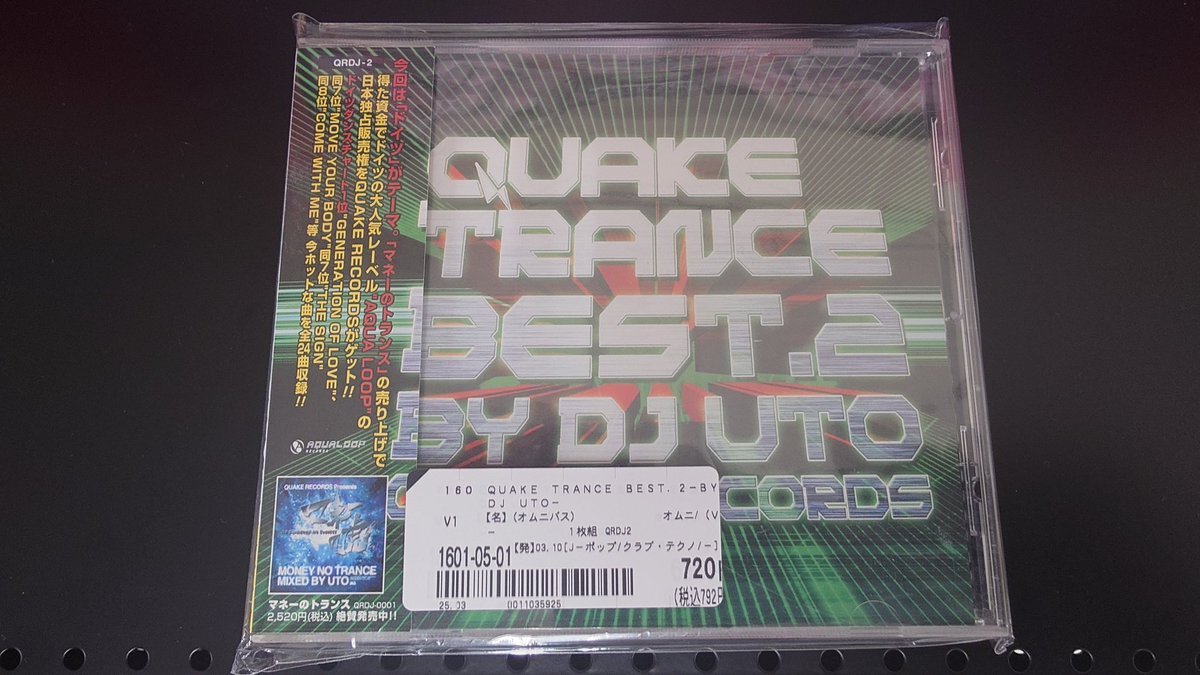 QRDJ-2
今回は「ドイツ」がテーマ。「マネーのトランス」の売り上げで
得た資金でドイツの大人気レーベル"AQUA LOOP"の
日本独占販売権をQUAKE RECORDSがゲット!!
ドイツダンスチャート1位"GENERATION OF LOVE"、
同7位"MOVE YOUR BODY"同7位"THE SIGN"
同8位"COME WITH ME"等 今ホットな曲を全24曲収録!!
AQUALOOP
RECORDS
QUAKE RECORDS Presents
MONEY NO TRANCE
MIXED BY UTO
マネーのトランス QRDJ-0001
2,520円(税込) 絶賛発売中!!
QUAKE
TRANCE
BEST.2
BY DJ UTO
CORDS
160 QUAKE TRANCE BEST.2-BY
DJ UTO-
V1 【名】(オムニバス) オムニ/(V
- 1枚組 QRDJ2
1601-05-01 【発】03.10[J-ポップ/クラブ・テクノ/-]
720
(税込792円
25.03 0011035925